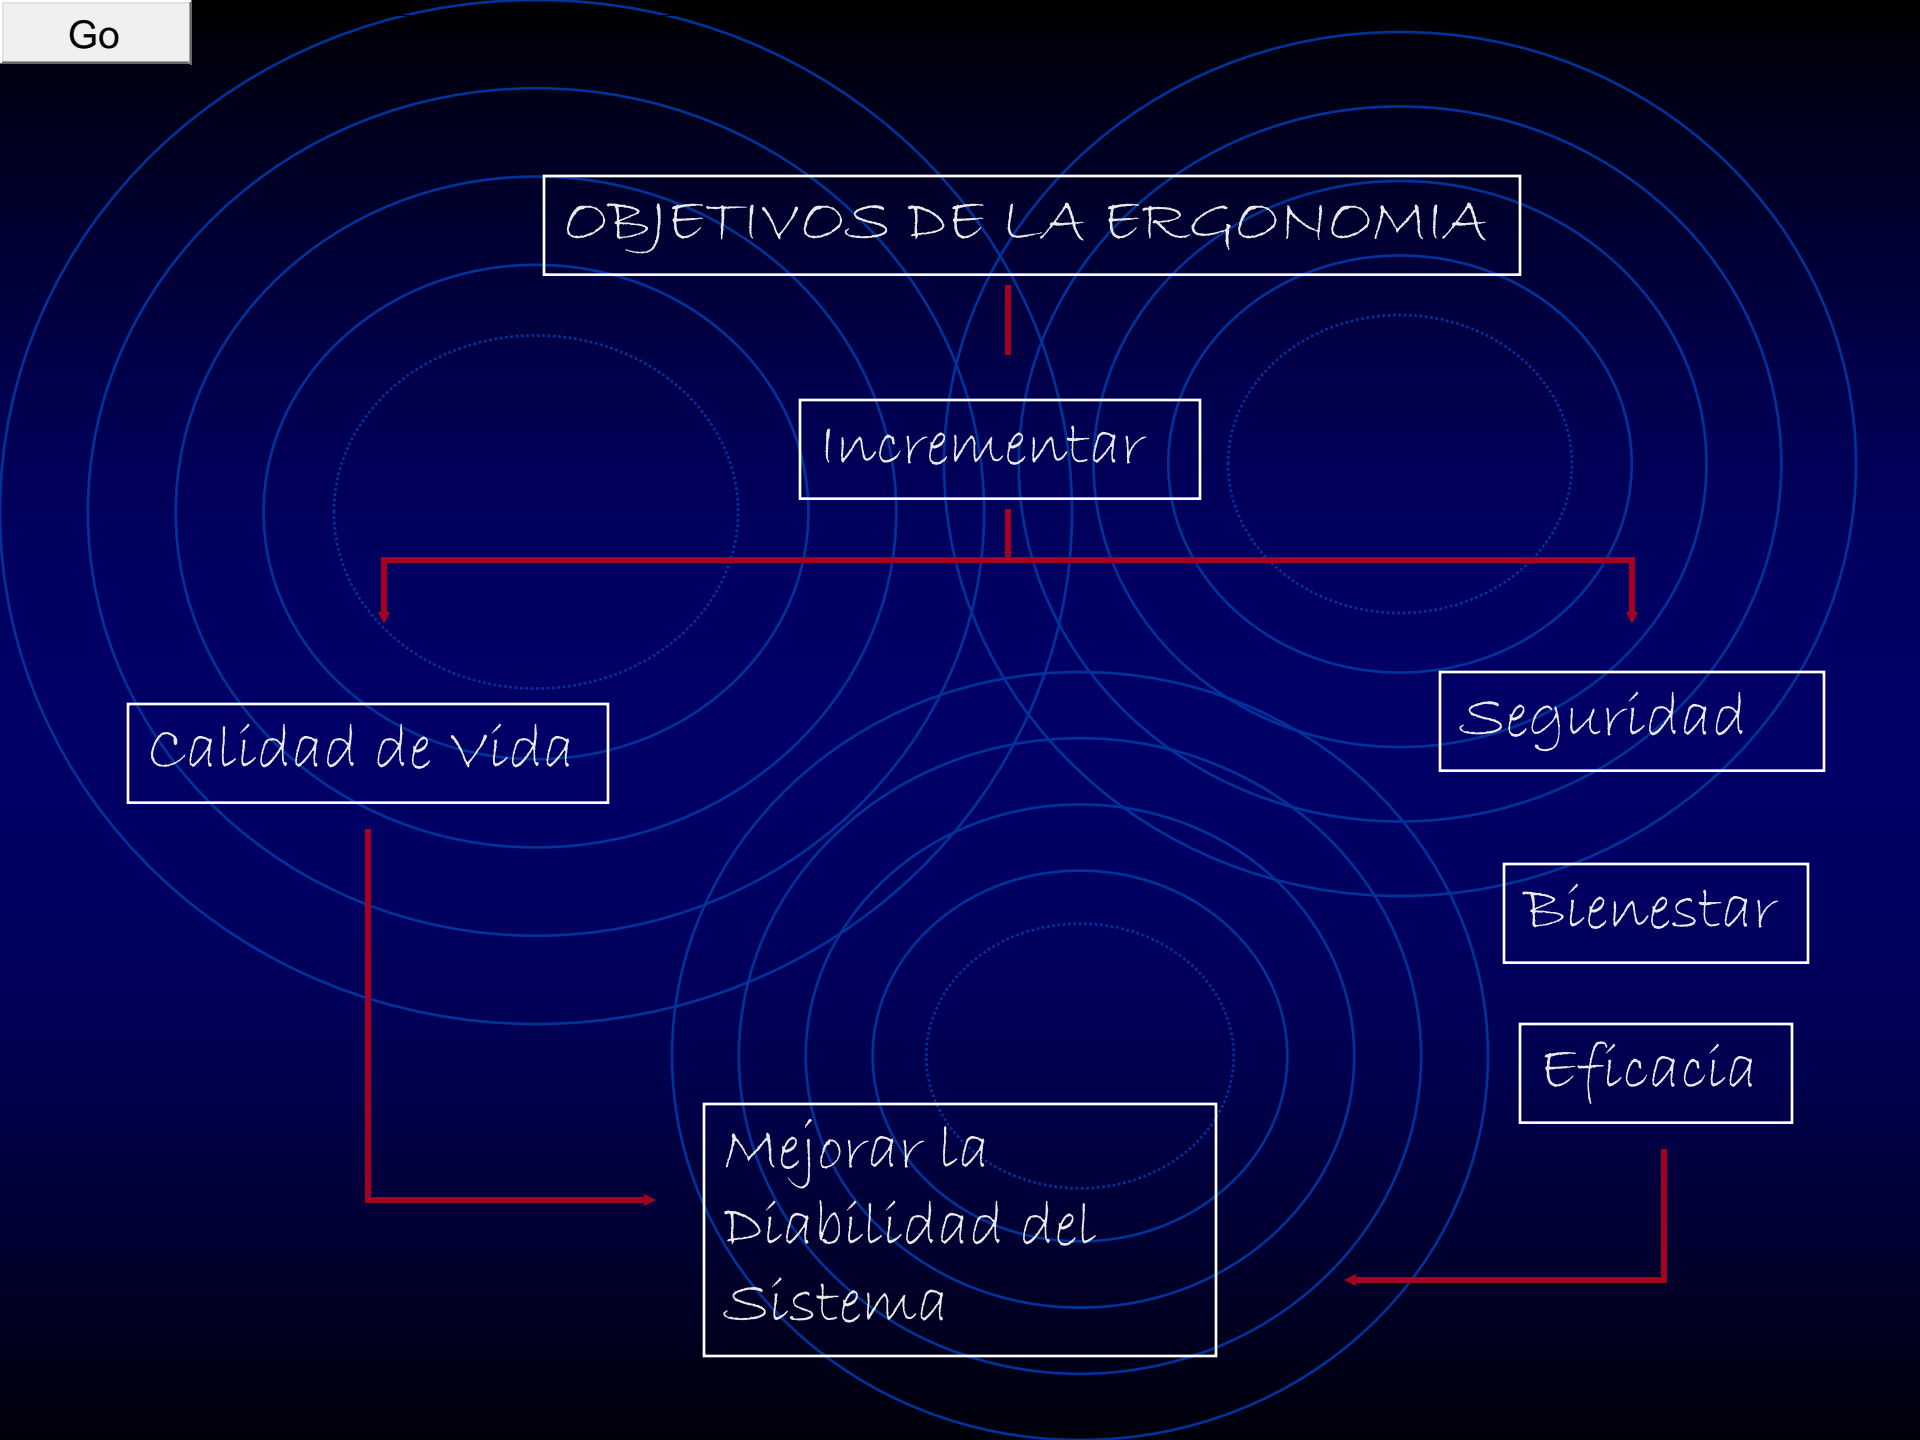 Go
OBJETIVOS DE LA ERGONOMIA
Incrementar
Calidad de Vida
Seguridad
Bienestar
Eficacia
Mejorar la
Diabilidad del
Sistema